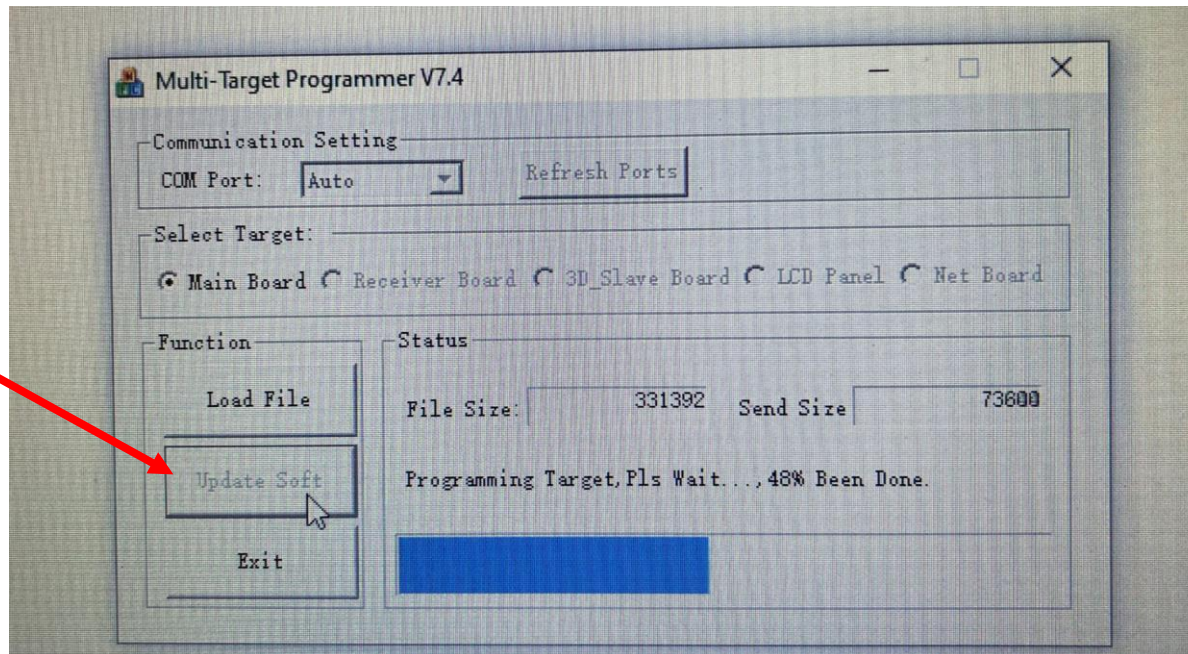 Multi-Target Programmer V7.4
Communication Setting
COM Port: Auto Refresh Ports
Select Target:
Main Board Receiver Board 3D_Slave Board LCD Panel Net Board
Function
Load File
Update Soft
Exit
Status
File Size: 331392 Send Size 73600
Programming Target,Pls Wait...,48% Been Done.